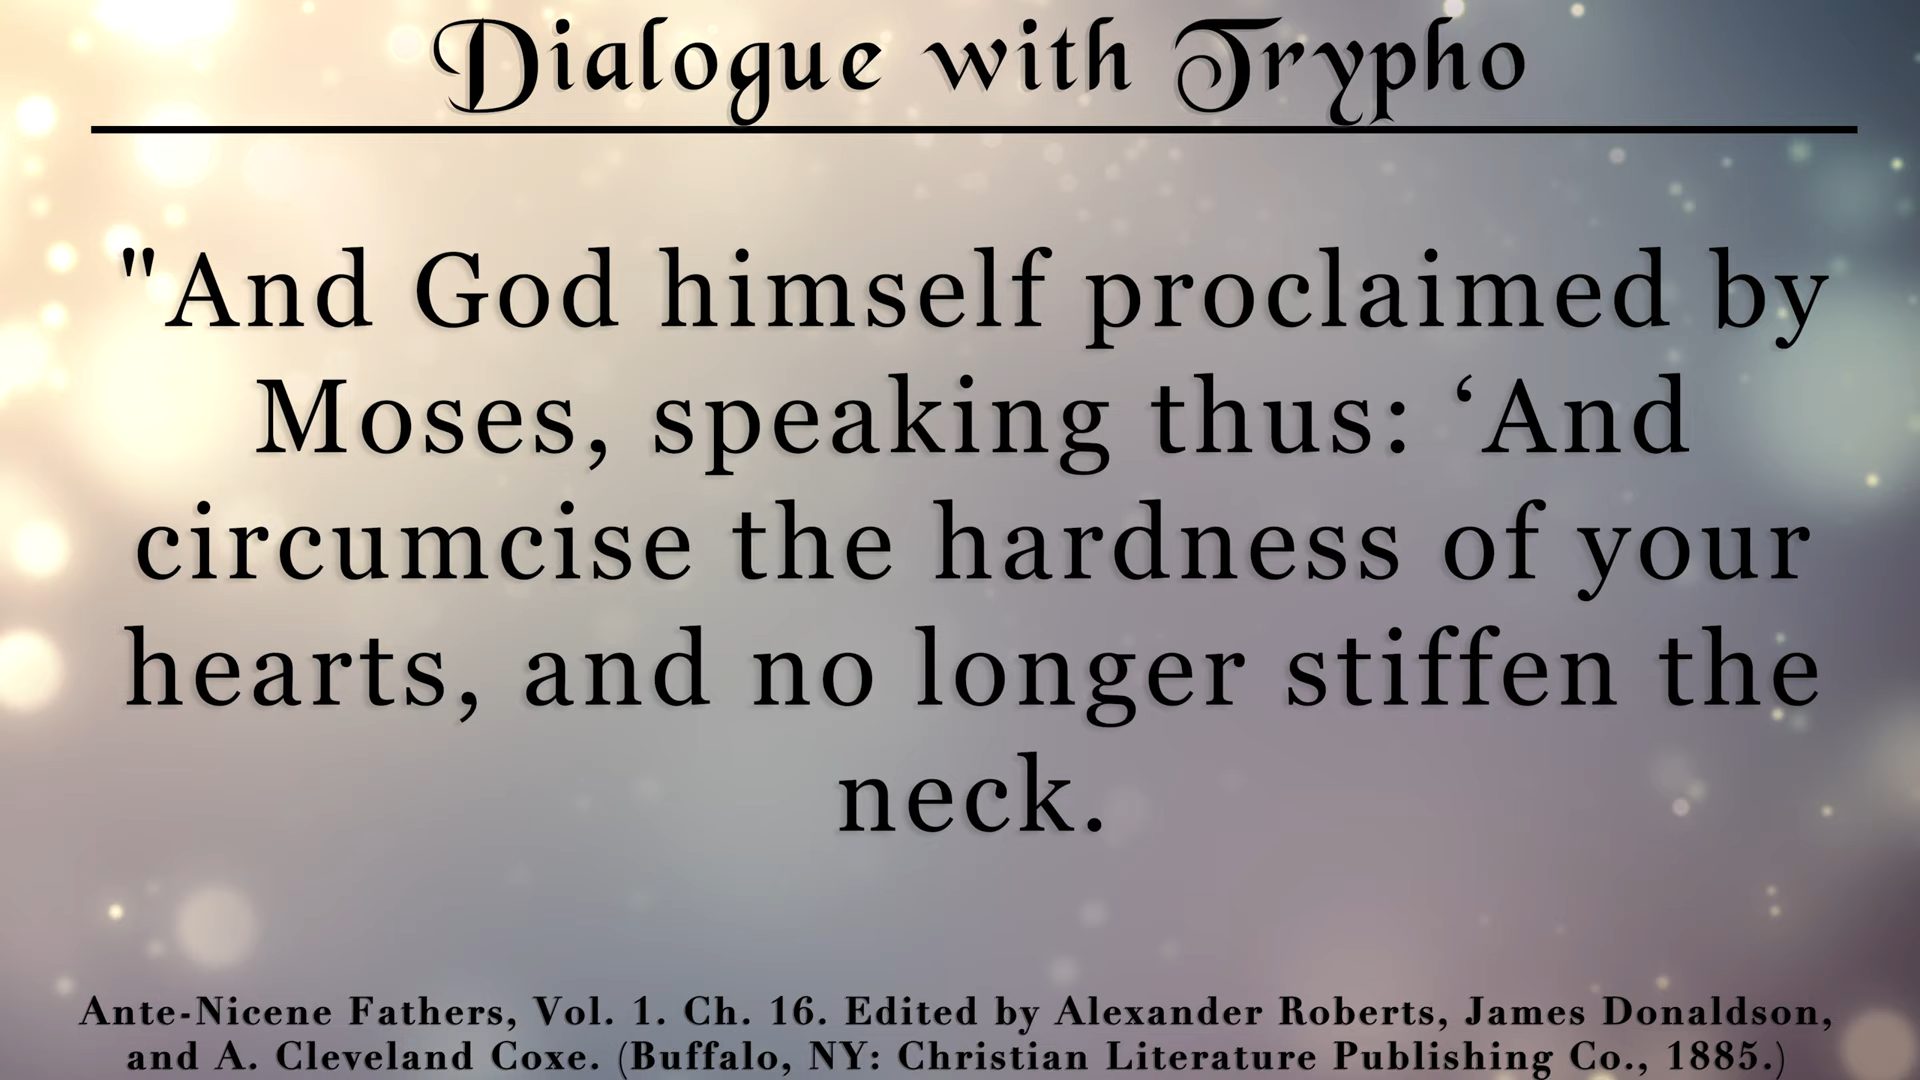 Dialogue with Trypho
"And God himself proclaimed by
Moses, speaking thus: ‘And
circumcise the hardness of your
hearts, and no longer stiffen the
neck.
Ante-Nicene Fathers, Vol. 1. Ch. 16. Edited by Alexander Roberts, James Donaldson,
and A. Cleveland Coxe. (Buffalo, NY: Christian Literature Publishing Co., 1885.)